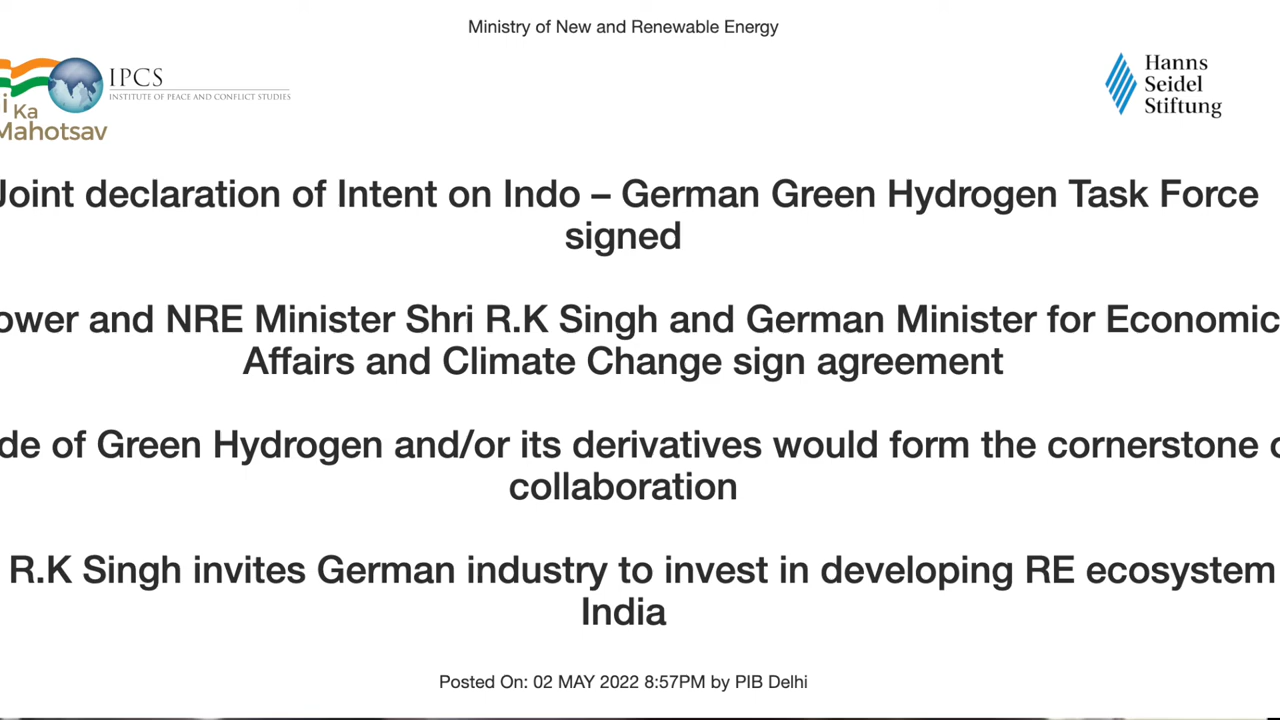 Ministry of New and Renewable Energy
IPCS
INSTITUTE OF PEACE AND CONFLICT STUDIES
i
Ka
Mahotsav
Hanns
Seidel
Stiftung
Joint declaration of Intent on Indo – German Green Hydrogen Task Force
signed
ower and NRE Minister Shri R.K Singh and German Minister for Economic
Affairs and Climate Change sign agreement
de of Green Hydrogen and/or its derivatives would form the cornerstone
collaboration
R.K Singh invites German industry to invest in developing RE ecosystem
India
Posted On: 02 MAY 2022 8:57PM by PIB Delhi